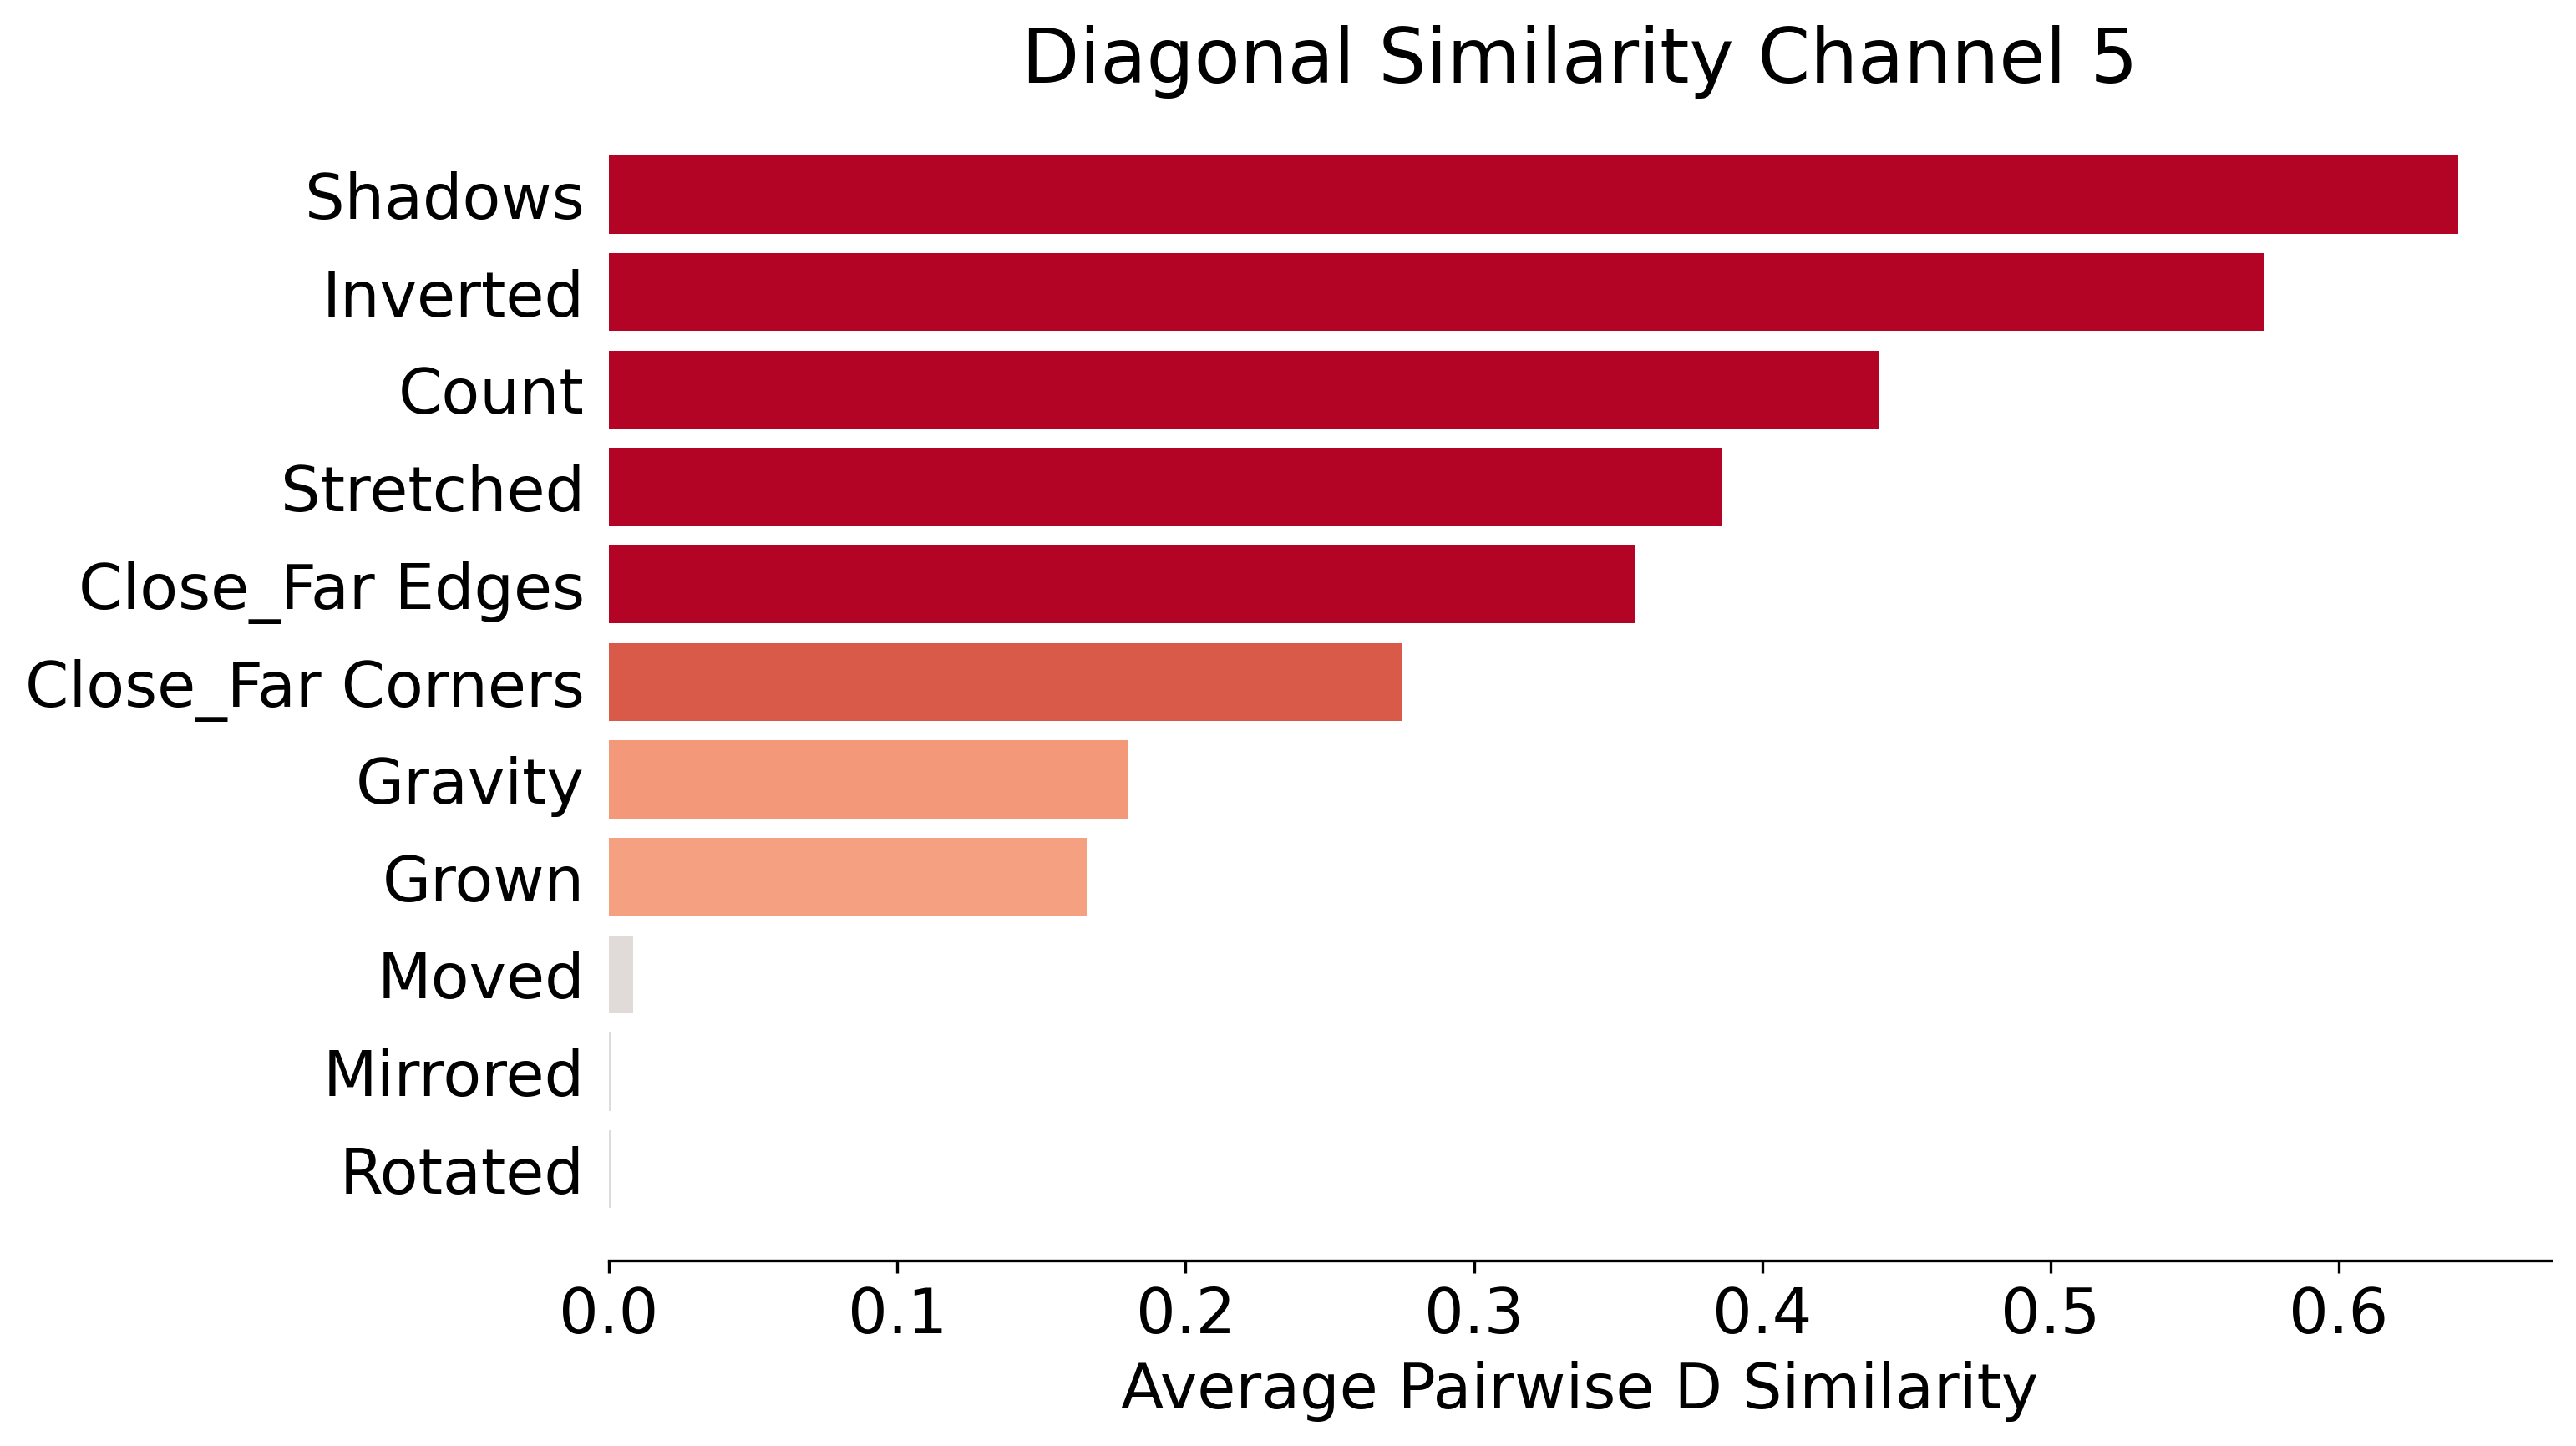 Diagonal Similarity Channel 5
Shadows
Inverted
Count
Stretched
Close_Far Edges
Close_Far Corners
Gravity
Grown
Moved
Mirrored
Rotated
0.0 0.1 0.2 0.3 0.4 0.5 0.6
Average Pairwise D Similarity